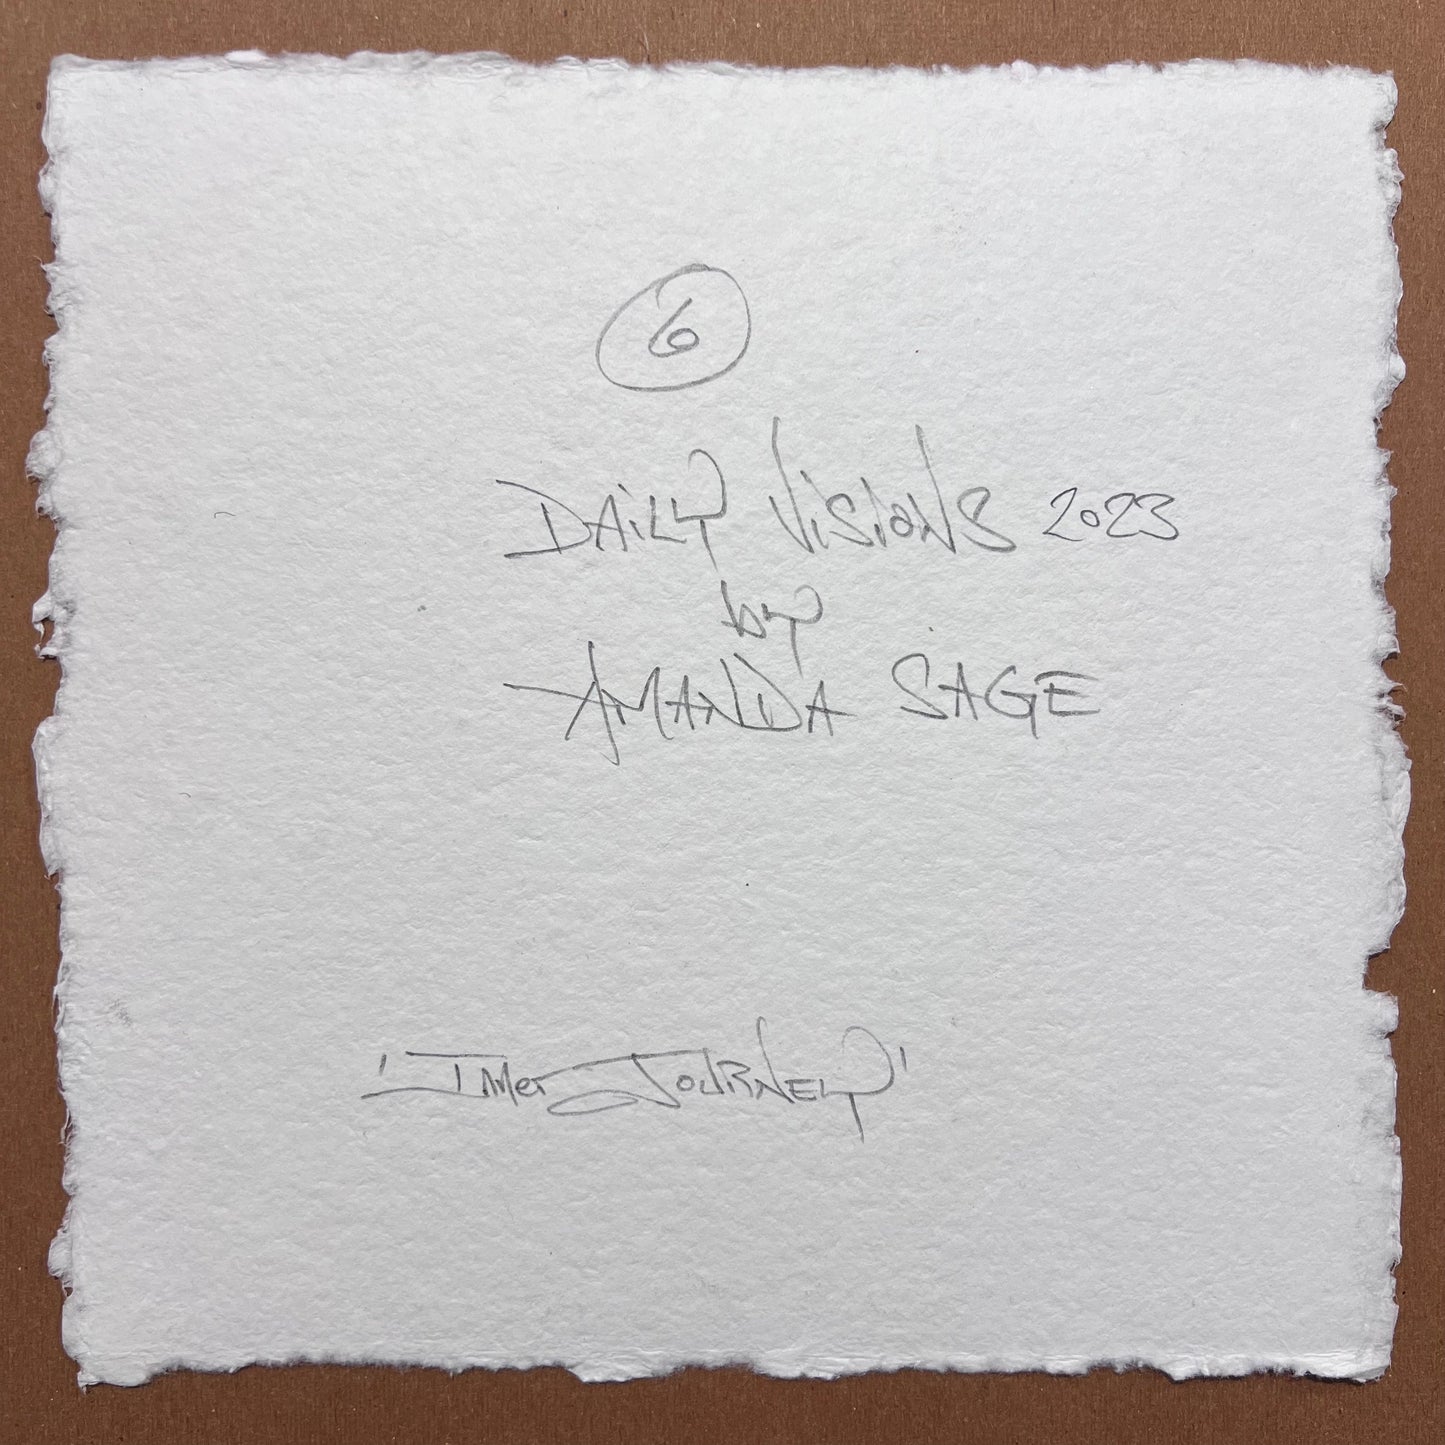 6
DAiLY ViSiONS 2023
by
AMANDA SAGE
'INNer JOURNEY'